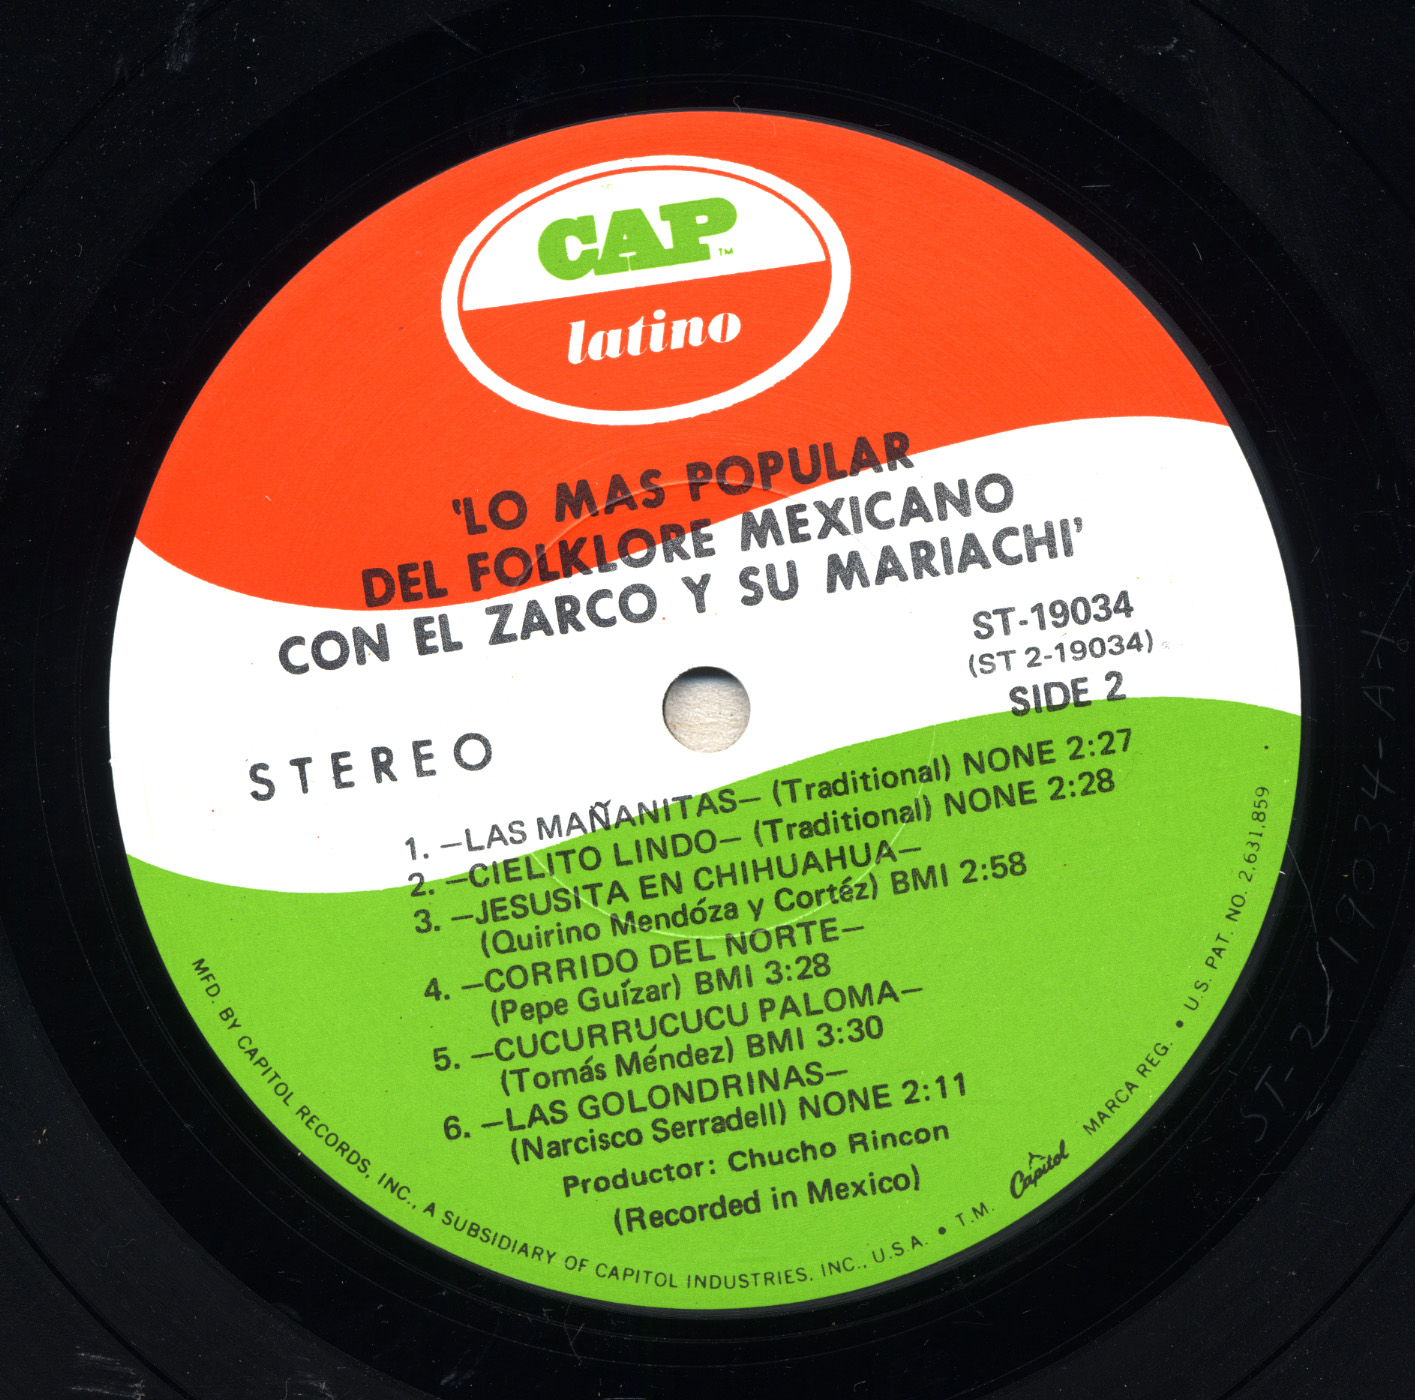 CAP™
latino
'LO MAS POPULAR
DEL FOLKLORE MEXICANO
CON EL ZARCO Y SU MARIACHI'
ST-19034
(ST 2-19034)
SIDE 2
STEREO
1. —LAS MAÑANITAS— (Traditional) NONE 2:27
2. —CIELITO LINDO— (Traditional) NONE 2:28
3. —JESUSITA EN CHIHUAHUA—
(Quirino Mendóza y Cortéz) BMI 2:58
4. —CORRIDO DEL NORTE—
(Pepe Guízar) BMI 3:28
5. —CUCURRUCUCU PALOMA—
(Tomás Méndez) BMI 3:30
6. —LAS GOLONDRINAS—
(Narcisco Serradell) NONE 2:11
Productor: Chucho Rincon
(Recorded in Mexico)
MFD. BY CAPITOL RECORDS, INC., A SUBSIDIARY OF CAPITOL INDUSTRIES, INC., U.S.A. • T.M. Capitol MARCA REG. • U.S. PAT. NO. 2,631,859